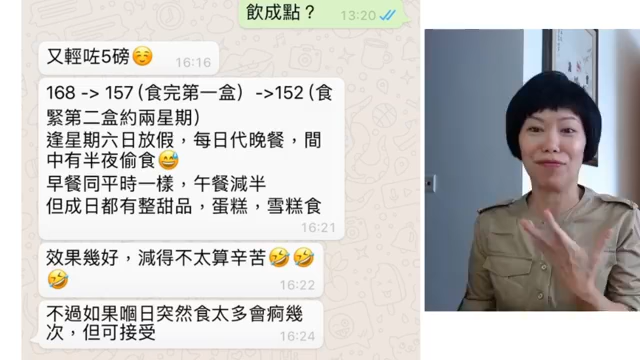 飲成點？
13:20
又輕咗5磅☺️
16:16
168 -> 157 (食完第一盒）->152 (食
緊第二盒約兩星期)
逢星期六日放假，每日代晚餐，間
中有半夜偷食😅
早餐同平時一樣，午餐減半
但成日都有整甜品，蛋糕，雪糕食
16:21
效果幾好，減得不太算辛苦🤣🤣
🤣
16:22
不過如果嗰日突然食太多會痾幾
次，但可接受
16:24